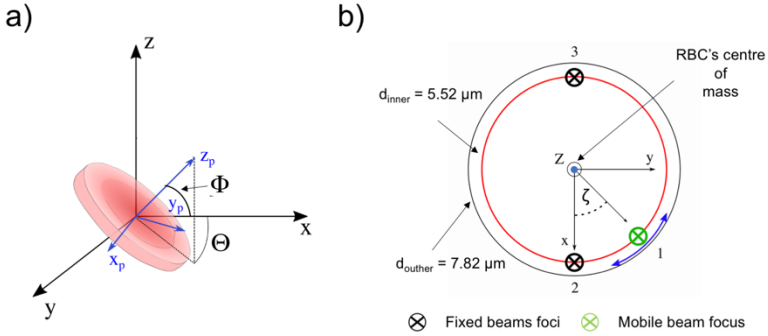 a)
z
z_p
Φ
y_p
x
Θ
x_p
y
b)
3
RBC's centre
of
mass
d_inner = 5.52 μm
Z
y
ζ
x
1
d_outher = 7.82 μm
2
Fixed beams foci
Mobile beam focus